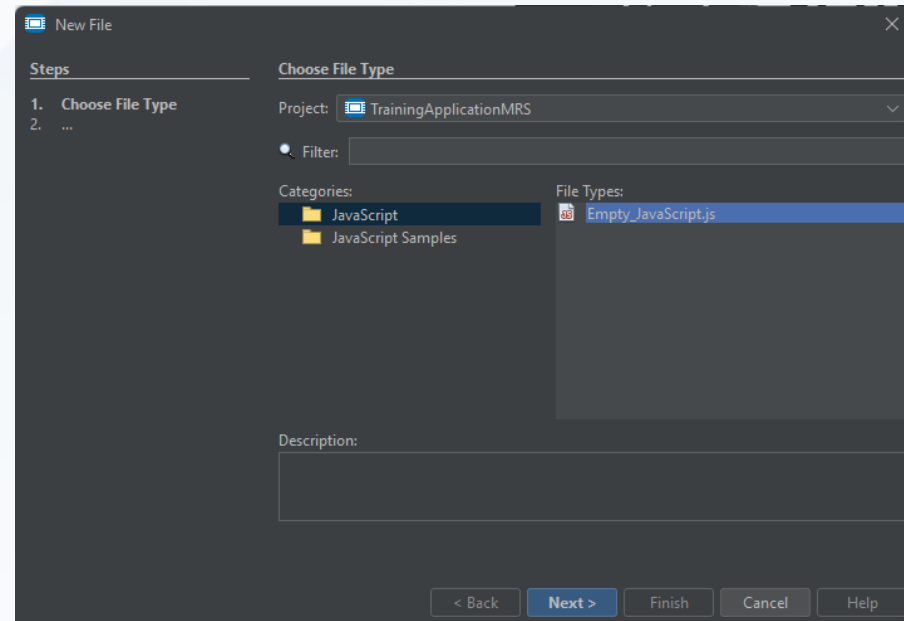 New File
Steps
1. Choose File Type
2. ...
Choose File Type
Project: TrainingApplicationMRS
Filter:
Categories:
JavaScript
JavaScript Samples
File Types:
Empty_JavaScript.js
Description:
< Back Next > Finish Cancel Help